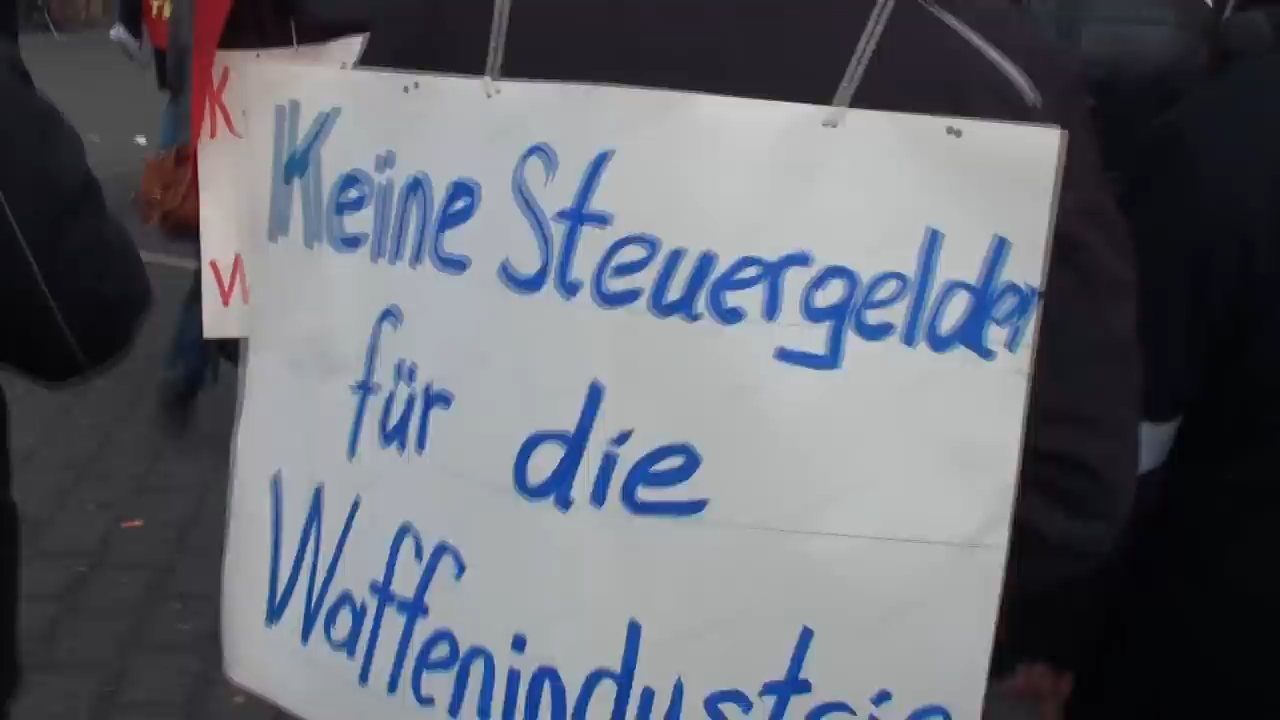 Keine Steuergelder
für die
Waffenindustrie
K
W